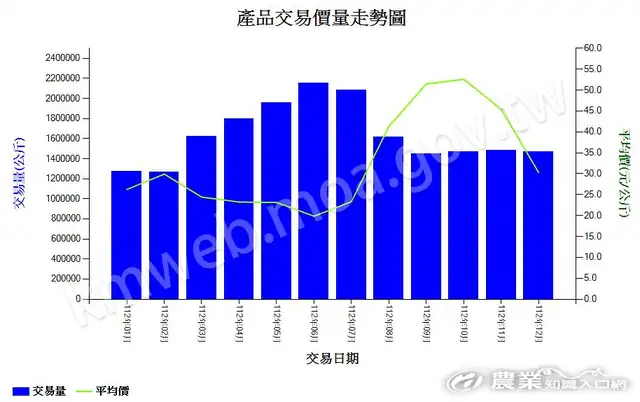 產品交易價量走勢圖
交易量(公斤)
2400000
2200000
2000000
1800000
1600000
1400000
1200000
1000000
800000
600000
400000
200000
0
60.0
55.0
50.0
45.0
40.0
35.0
30.0
25.0
20.0
15.0
10.0
5.0
0.0
平均價(元/公斤)
kmweb.moa.gov.tw
112年01月
112年02月
112年03月
112年04月
112年05月
112年06月
112年07月
112年08月
112年09月
112年10月
112年11月
112年12月
交易日期
交易量 平均價
農業知識入口網